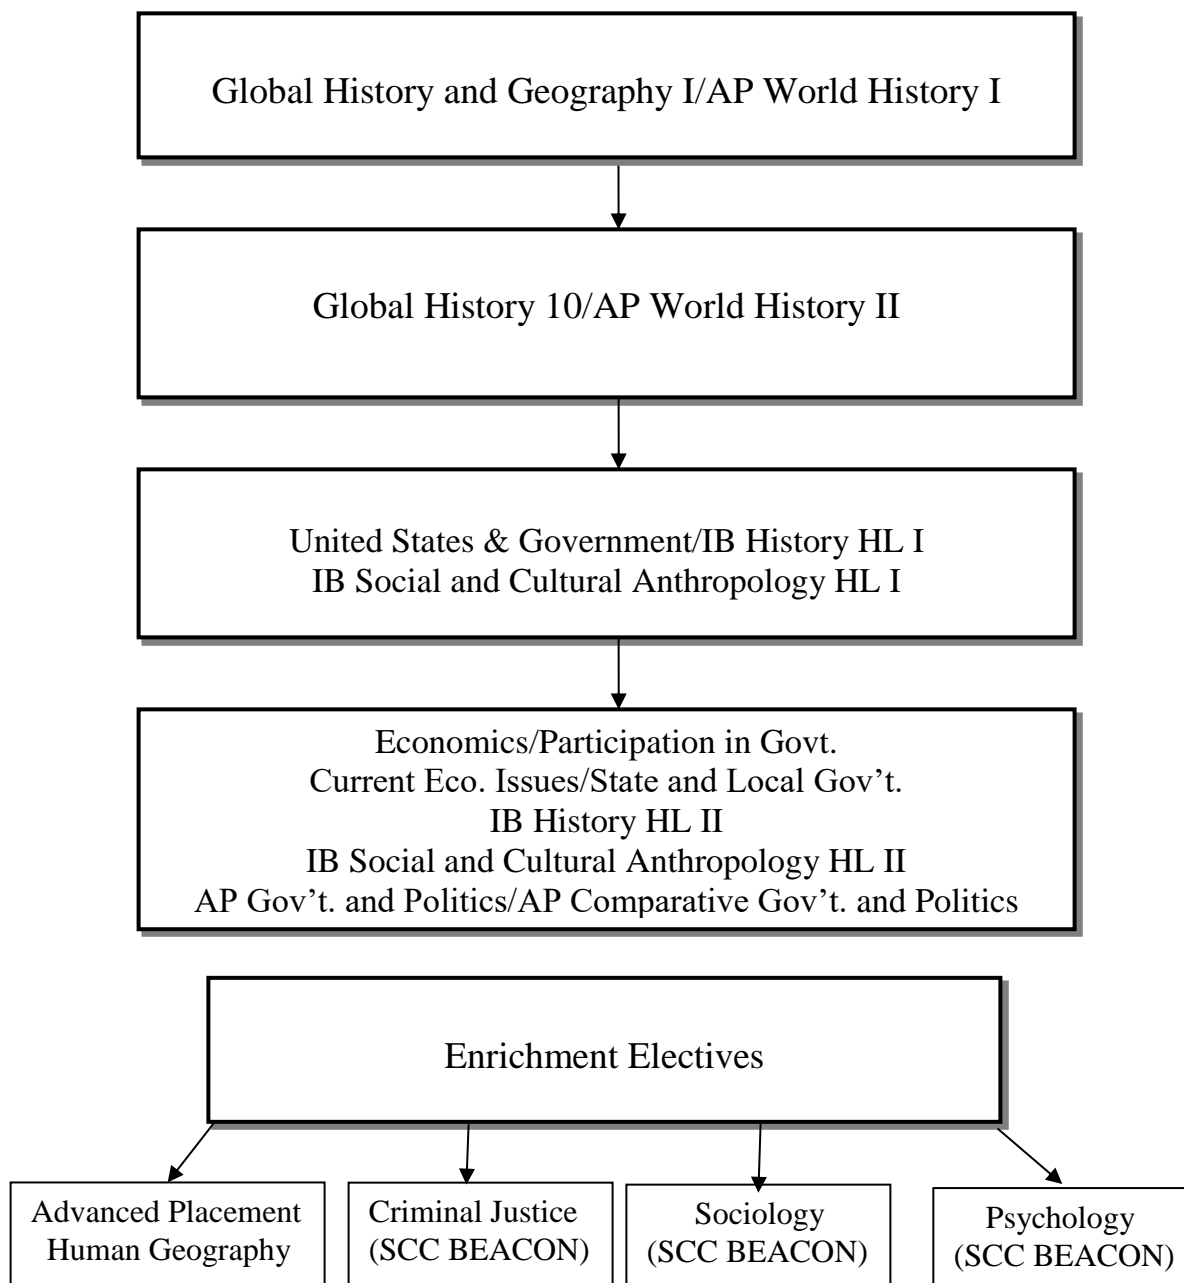 Global History and Geography I/AP World History I
Global History 10/AP World History II
United States & Government/IB History HL I
IB Social and Cultural Anthropology HL I
Economics/Participation in Govt.
Current Eco. Issues/State and Local Gov’t.
IB History HL II
IB Social and Cultural Anthropology HL II
AP Gov’t. and Politics/AP Comparative Gov’t. and Politics
Enrichment Electives
Advanced Placement
Human Geography
Criminal Justice
(SCC BEACON)
Sociology
(SCC BEACON)
Psychology
(SCC BEACON)